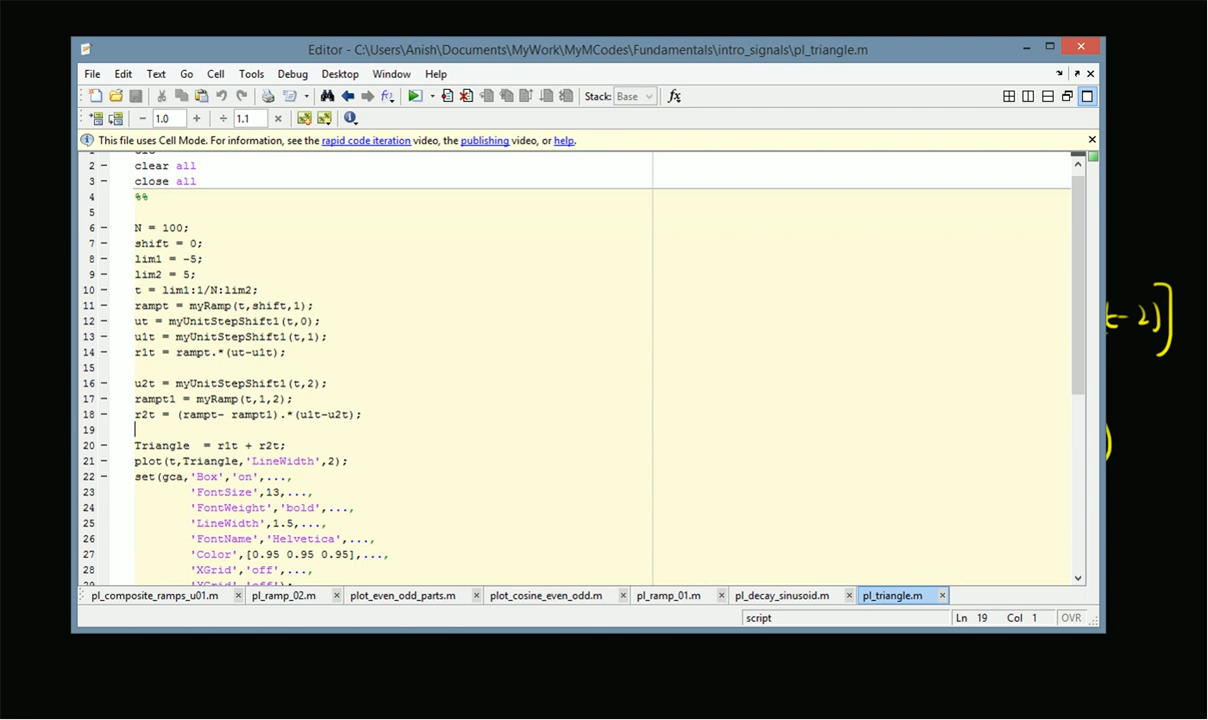 Editor - C:\Users\Anish\Documents\MyWork\MyMCodes\Fundamentals\intro_signals\pl_triangle.m
File Edit Text Go Cell Tools Debug Desktop Window Help
Stack: Base fx
- 1.0 + ÷ 1.1 ×
This file uses Cell Mode. For information, see the rapid code iteration video, the publishing video, or help.
2 - clear all
3 - close all
4 %%
5
6 - N = 100;
7 - shift = 0;
8 - lim1 = -5;
9 - lim2 = 5;
10 - t = lim1:1/N:lim2;
11 - rampt = myRamp(t,shift,1);
12 - ut = myUnitStepShift1(t,0);
13 - u1t = myUnitStepShift1(t,1);
14 - r1t = rampt.*(ut-u1t);
15
16 - u2t = myUnitStepShift1(t,2);
17 - rampt1 = myRamp(t,1,2);
18 - r2t = (rampt- rampt1).*(u1t-u2t);
19
20 - Triangle  = r1t + r2t;
21 - plot(t,Triangle,'LineWidth',2);
22 - set(gca,'Box','on',...,
23 'FontSize',13,...,
24 'FontWeight','bold',...,
25 'LineWidth',1.5,...,
26 'FontName','Helvetica',...,
27 'Color',[0.95 0.95 0.95],...,
28 'XGrid','off',...,
t-2)]
)
pl_composite_ramps_u01.m pl_ramp_02.m plot_even_odd_parts.m plot_cosine_even_odd.m pl_ramp_01.m pl_decay_sinusoid.m pl_triangle.m
script Ln 19 Col 1 OVR